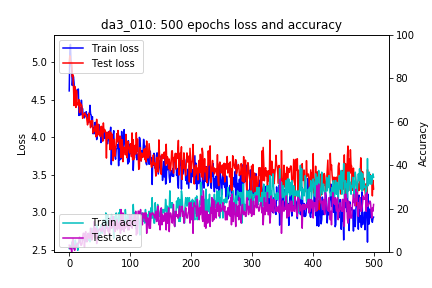 da3_010: 500 epochs loss and accuracy
Train loss
Test loss
Train acc
Test acc
Loss
5.0
4.5
4.0
3.5
3.0
2.5
Accuracy
100
80
60
40
20
0
0
100
200
300
400
500